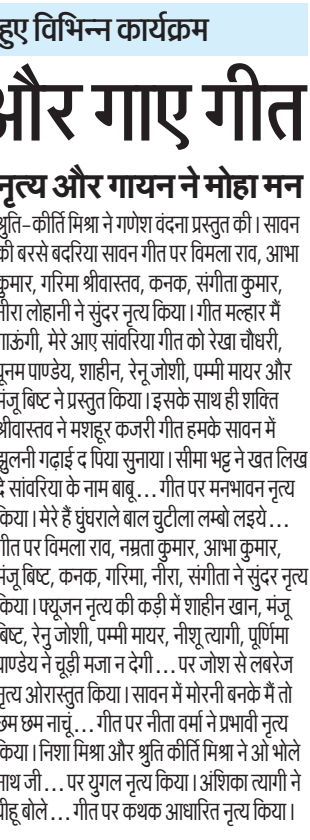 हुए विभिन्न कार्यक्रम
और गाए गीत
नृत्य और गायन ने मोहा मन
श्रुति-कीर्ति मिश्रा ने गणेश वंदना प्रस्तुत की। सावन
की बरसे बदरिया सावन गीत पर विमला राव, आभा
कुमार, गरिमा श्रीवास्तव, कनक, संगीता कुमार,
नीरा लोहानी ने सुंदर नृत्य किया। गीत मल्हार मैं
गाऊंगी, मेरे आए सांवरिया गीत को रेखा चौधरी,
पूनम पाण्डेय, शाहीन, रेनू जोशी, पम्मी मायर और
मंजू बिष्ट ने प्रस्तुत किया। इसके साथ ही शक्ति
श्रीवास्तव ने मशहूर कजरी गीत हमके सावन में
झुलनी गढ़ाई द पिया सुनाया। सीमा भट्ट ने खत लिख
दे सांवरिया के नाम बाबू... गीत पर मनभावन नृत्य
किया। मेरे हैं घुंघराले बाल चुटीला लम्बो लइये...
गीत पर विमला राव, नम्रता कुमार, आभा कुमार,
मंजू बिष्ट, कनक, गरिमा, नीरा, संगीता ने सुंदर नृत्य
किया। फ्यूजन नृत्य की कड़ी में शाहीन खान, मंजू
बिष्ट, रेनु जोशी, पम्मी मायर, नीशू त्यागी, पूर्णिमा
पाण्डेय ने चूड़ी मजा न देगी... पर जोश से लबरेज
नृत्य ओरास्तुत किया। सावन में मोरनी बनके मैं तो
छम छम नाचूं... गीत पर नीता वर्मा ने प्रभावी नृत्य
किया। निशा मिश्रा और श्रुति कीर्ति मिश्रा ने ओ भोले
नाथ जी... पर युगल नृत्य किया। अंशिका त्यागी ने
पीहू बोले... गीत पर कथक आधारित नृत्य किया।